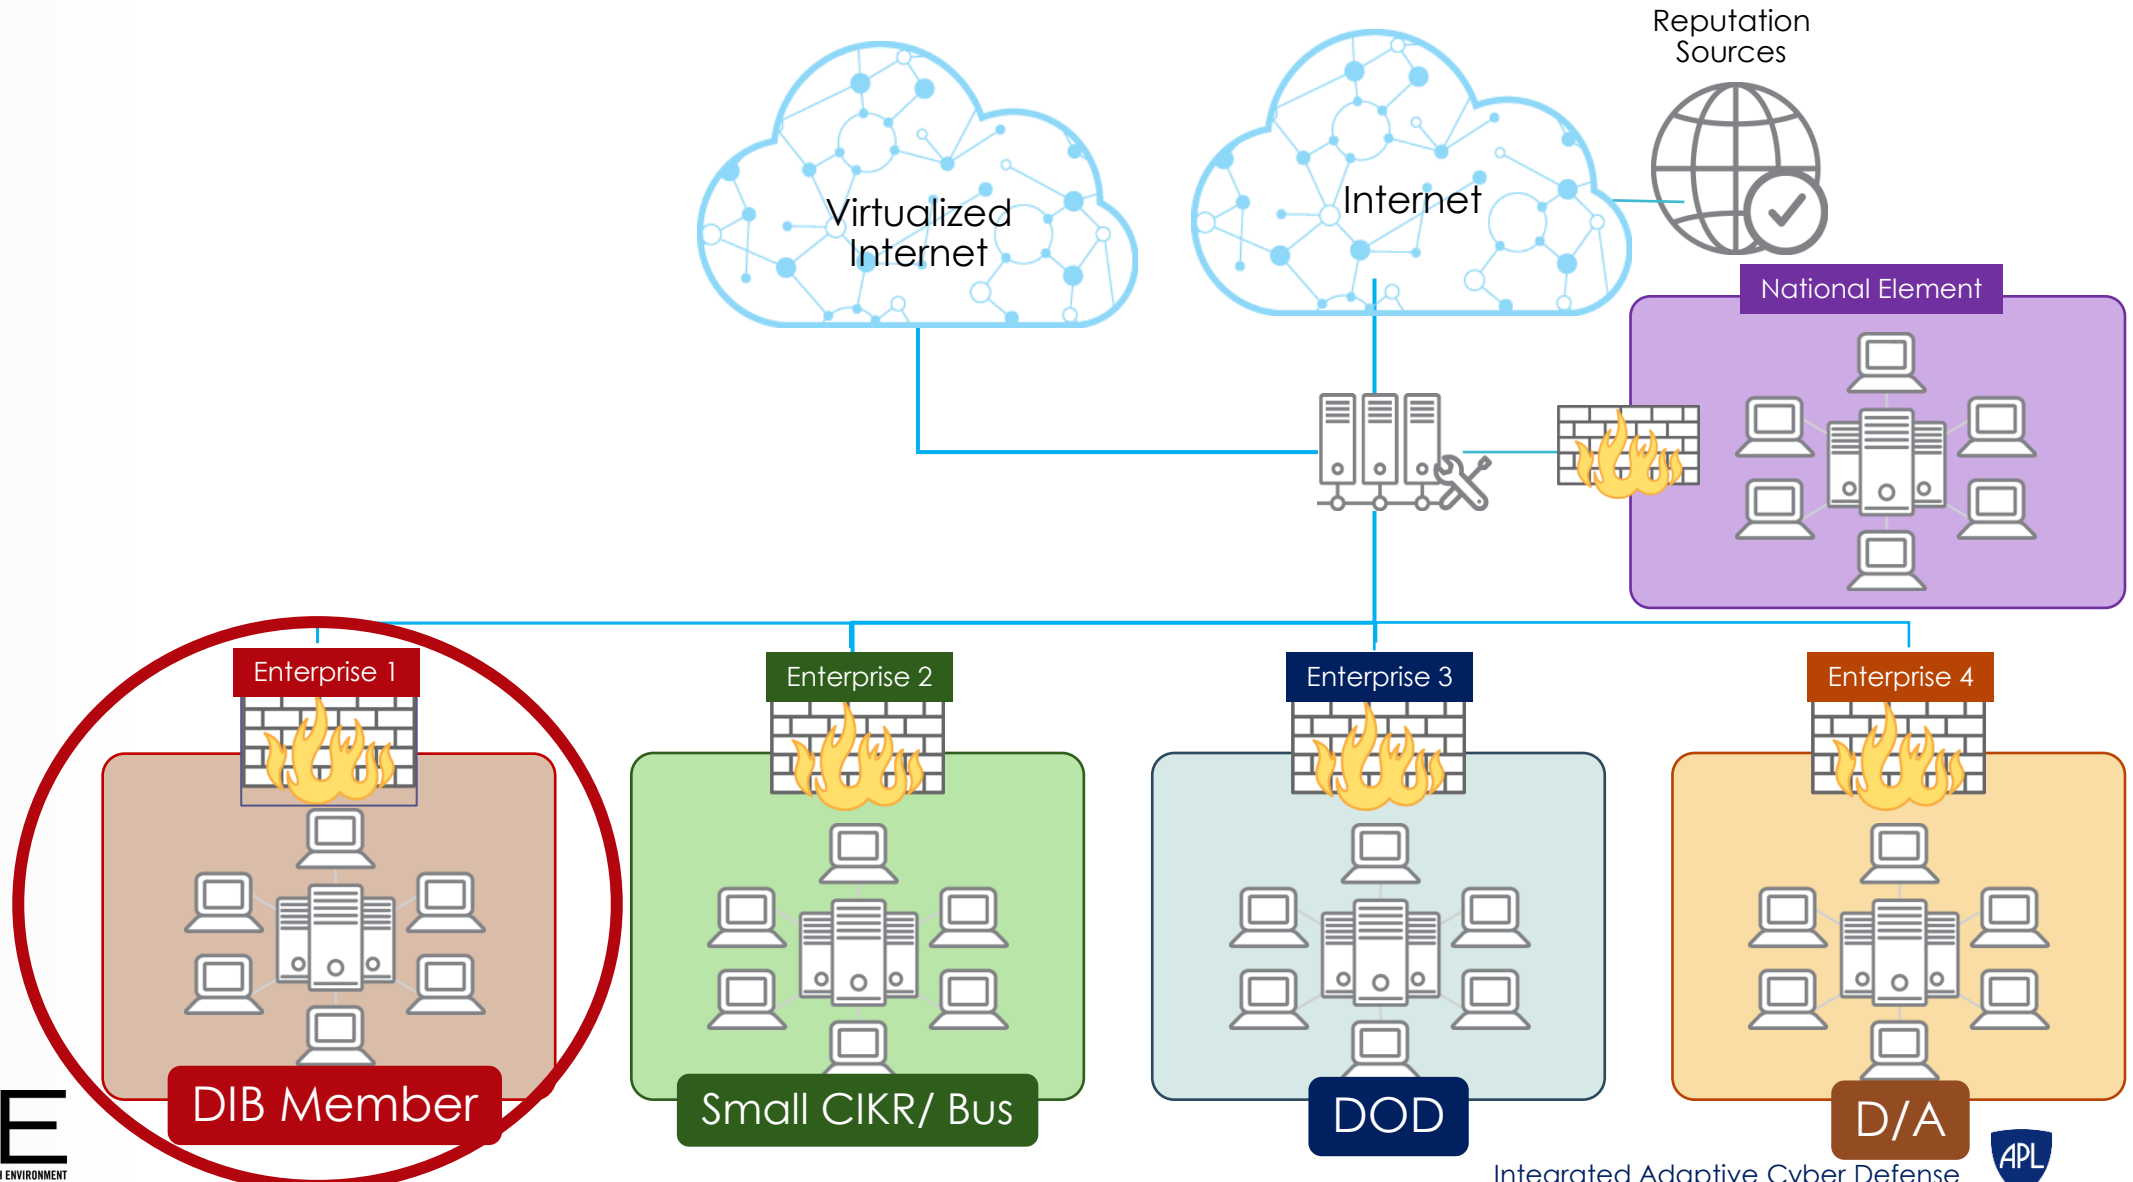 Reputation
Sources
Virtualized
Internet
Internet
National Element
Enterprise 1
Enterprise 2
Enterprise 3
Enterprise 4
DIB Member
Small CIKR/ Bus
DOD
D/A
E
ENVIRONMENT
APL
Integrated Adaptive Cyber Defense